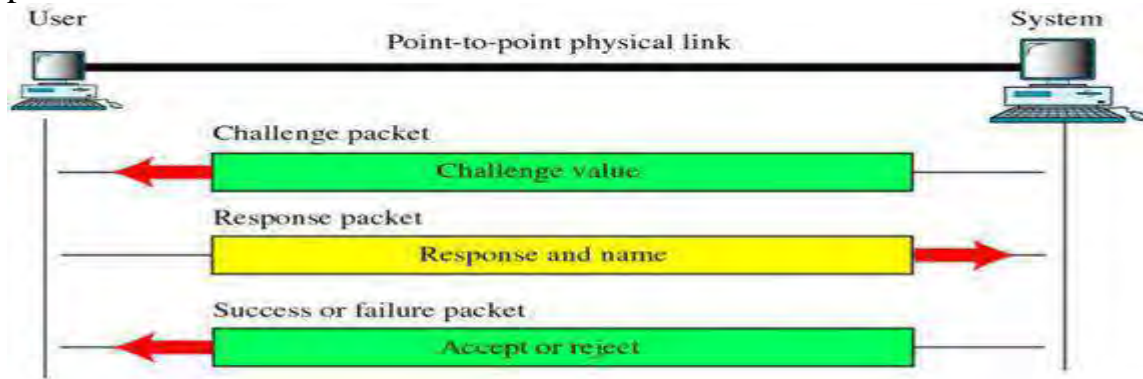 User
System
Point-to-point physical link
Challenge packet
Challenge value
Response packet
Response and name
Success or failure packet
Accept or reject